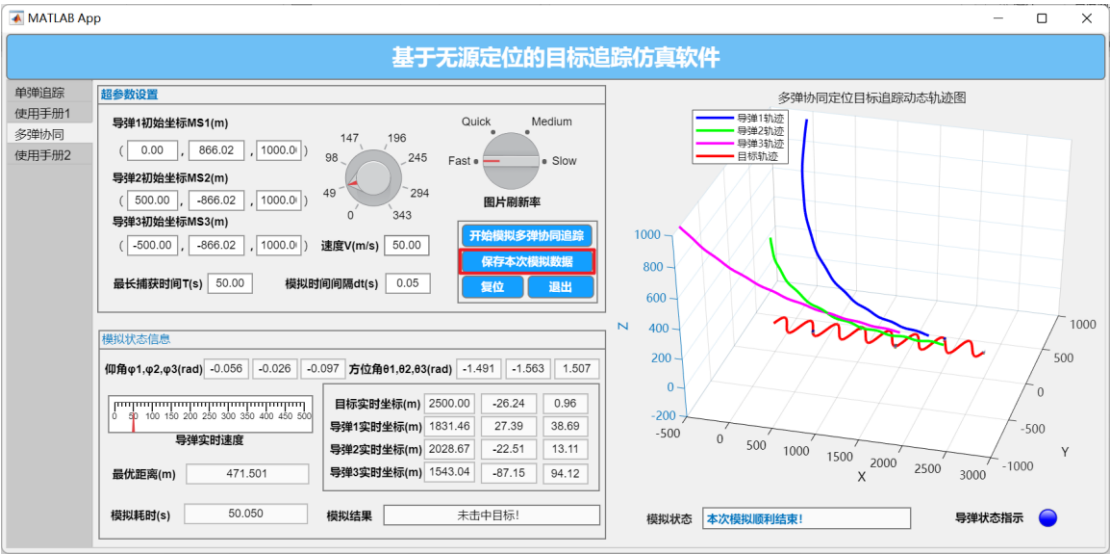 MATLAB App
基于无源定位的目标追踪仿真软件
单弹追踪
使用手册1
多弹协同
使用手册2
超参数设置
导弹1初始坐标MS1(m)
( 0.00 , 866.02 , 1000.0( )
导弹2初始坐标MS2(m)
( 500.00 , -866.02 , 1000.0( )
导弹3初始坐标MS3(m)
( -500.00 , -866.02 , 1000.0( )
0 49 98 147 196 245 294 343
速度V(m/s) 50.00
最长捕获时间T(s) 50.00
模拟时间间隔dt(s) 0.05
Quick Medium
Fast Slow
图片刷新率
开始模拟多弹协同追踪
保存本次模拟数据
复位 退出
模拟状态信息
仰角φ1,φ2,φ3(rad) -0.056 -0.026 -0.097 方位角θ1,θ2,θ3(rad) -1.491 -1.563 1.507
0 50 100 150 200 250 300 350 400 450 500
导弹实时速度
目标实时坐标(m) 2500.00 -26.24 0.96
导弹1实时坐标(m) 1831.46 27.39 38.69
导弹2实时坐标(m) 2028.67 -22.51 13.11
导弹3实时坐标(m) 1543.04 -87.15 94.12
最优距离(m) 471.501
模拟耗时(s) 50.050
模拟结果 未击中目标!
多弹协同定位目标追踪动态轨迹图
导弹1轨迹
导弹2轨迹
导弹3轨迹
目标轨迹
1000
800
600
400
200
0
-200
Z
-500 0 500 1000 1500 2000 2500 3000
X
1000
500
0
-500
-1000
Y
模拟状态 本次模拟顺利结束!
导弹状态指示